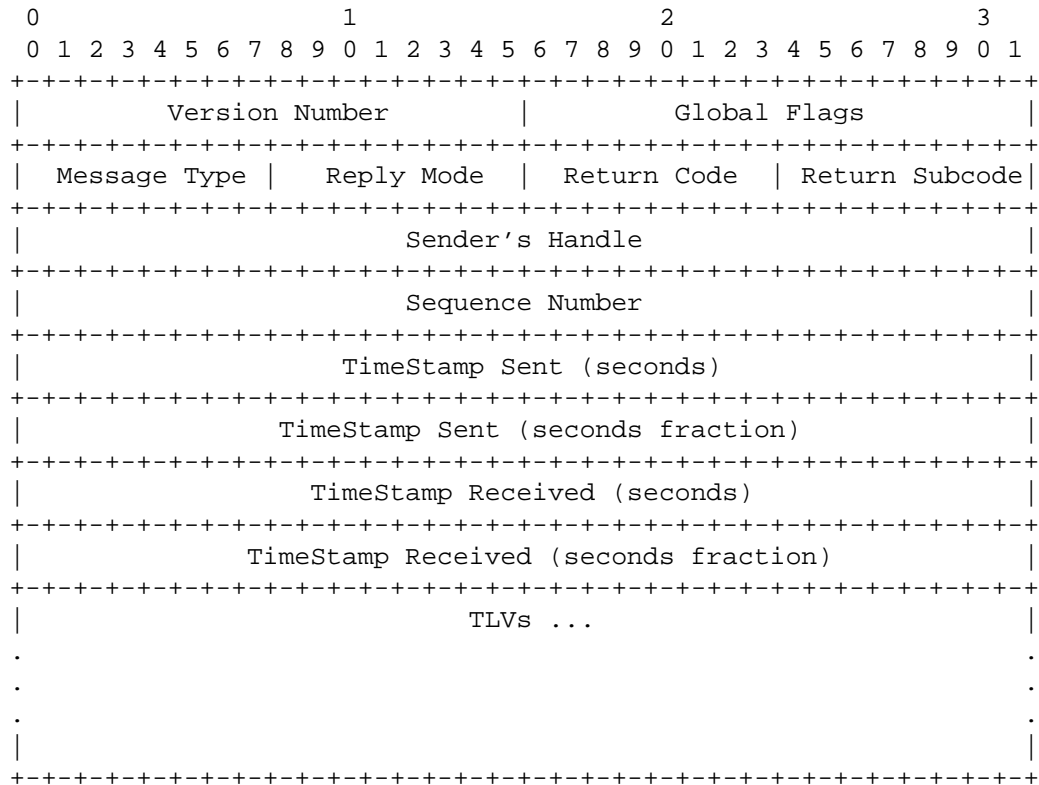 0                   1                   2                   3
 0 1 2 3 4 5 6 7 8 9 0 1 2 3 4 5 6 7 8 9 0 1 2 3 4 5 6 7 8 9 0 1
+-+-+-+-+-+-+-+-+-+-+-+-+-+-+-+-+-+-+-+-+-+-+-+-+-+-+-+-+-+-+-+-+
|         Version Number        |         Global Flags          |
+-+-+-+-+-+-+-+-+-+-+-+-+-+-+-+-+-+-+-+-+-+-+-+-+-+-+-+-+-+-+-+-+
|  Message Type |   Reply Mode  |  Return Code  | Return Subcode|
+-+-+-+-+-+-+-+-+-+-+-+-+-+-+-+-+-+-+-+-+-+-+-+-+-+-+-+-+-+-+-+-+
|                        Sender’s Handle                        |
+-+-+-+-+-+-+-+-+-+-+-+-+-+-+-+-+-+-+-+-+-+-+-+-+-+-+-+-+-+-+-+-+
|                        Sequence Number                        |
+-+-+-+-+-+-+-+-+-+-+-+-+-+-+-+-+-+-+-+-+-+-+-+-+-+-+-+-+-+-+-+-+
|                    TimeStamp Sent (seconds)                   |
+-+-+-+-+-+-+-+-+-+-+-+-+-+-+-+-+-+-+-+-+-+-+-+-+-+-+-+-+-+-+-+-+
|                TimeStamp Sent (seconds fraction)              |
+-+-+-+-+-+-+-+-+-+-+-+-+-+-+-+-+-+-+-+-+-+-+-+-+-+-+-+-+-+-+-+-+
|                  TimeStamp Received (seconds)                 |
+-+-+-+-+-+-+-+-+-+-+-+-+-+-+-+-+-+-+-+-+-+-+-+-+-+-+-+-+-+-+-+-+
|              TimeStamp Received (seconds fraction)            |
+-+-+-+-+-+-+-+-+-+-+-+-+-+-+-+-+-+-+-+-+-+-+-+-+-+-+-+-+-+-+-+-+
|                            TLVs ...                           |
.                                                               .
.                                                               .
.                                                               .
|                                                               |
+-+-+-+-+-+-+-+-+-+-+-+-+-+-+-+-+-+-+-+-+-+-+-+-+-+-+-+-+-+-+-+-+